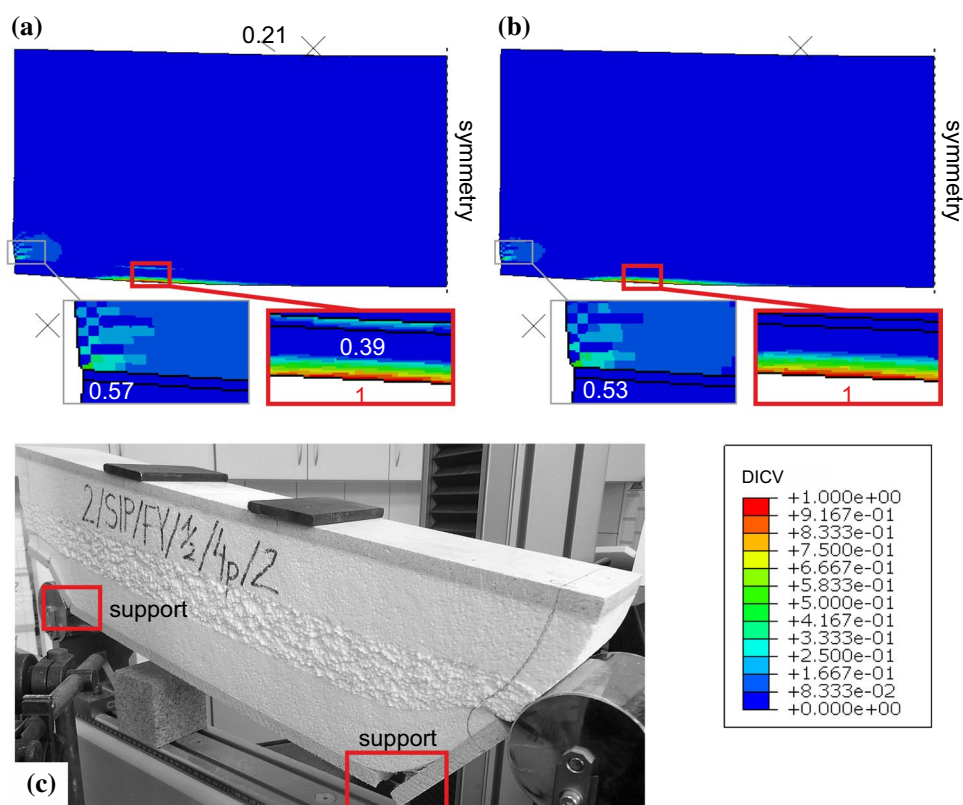 (a)
0.21
symmetry
0.57
0.39
1
(b)
symmetry
0.53
1
2/SIP/FY/1/2/4p/2
support
support
(c)
DICV
+1.000e+00
+9.167e-01
+8.333e-01
+7.500e-01
+6.667e-01
+5.833e-01
+5.000e-01
+4.167e-01
+3.333e-01
+2.500e-01
+1.667e-01
+8.333e-02
+0.000e+00